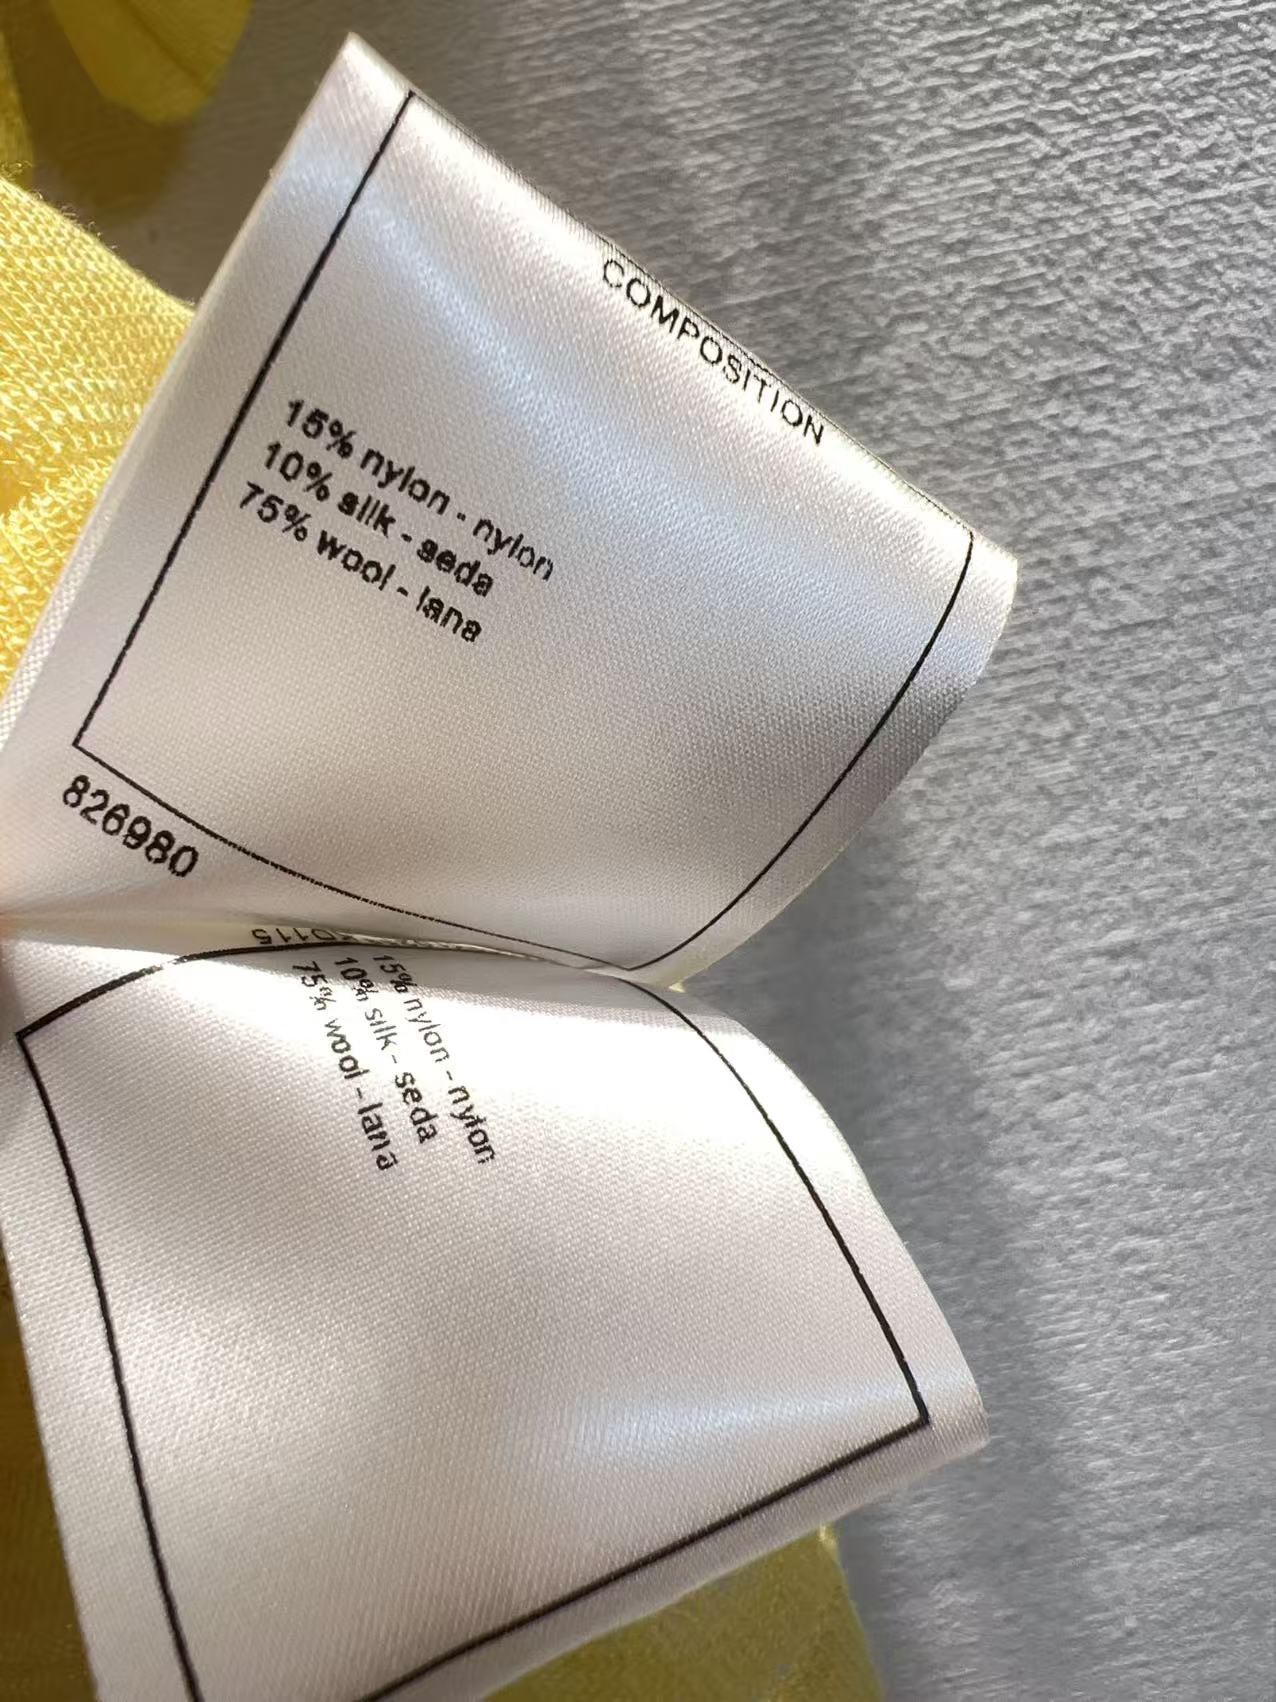 COMPOSITION
15% nylon - nylon
10% silk - seda
75% wool - lana
826980
15% nylon - nylon
10% silk - seda
75% wool - lana